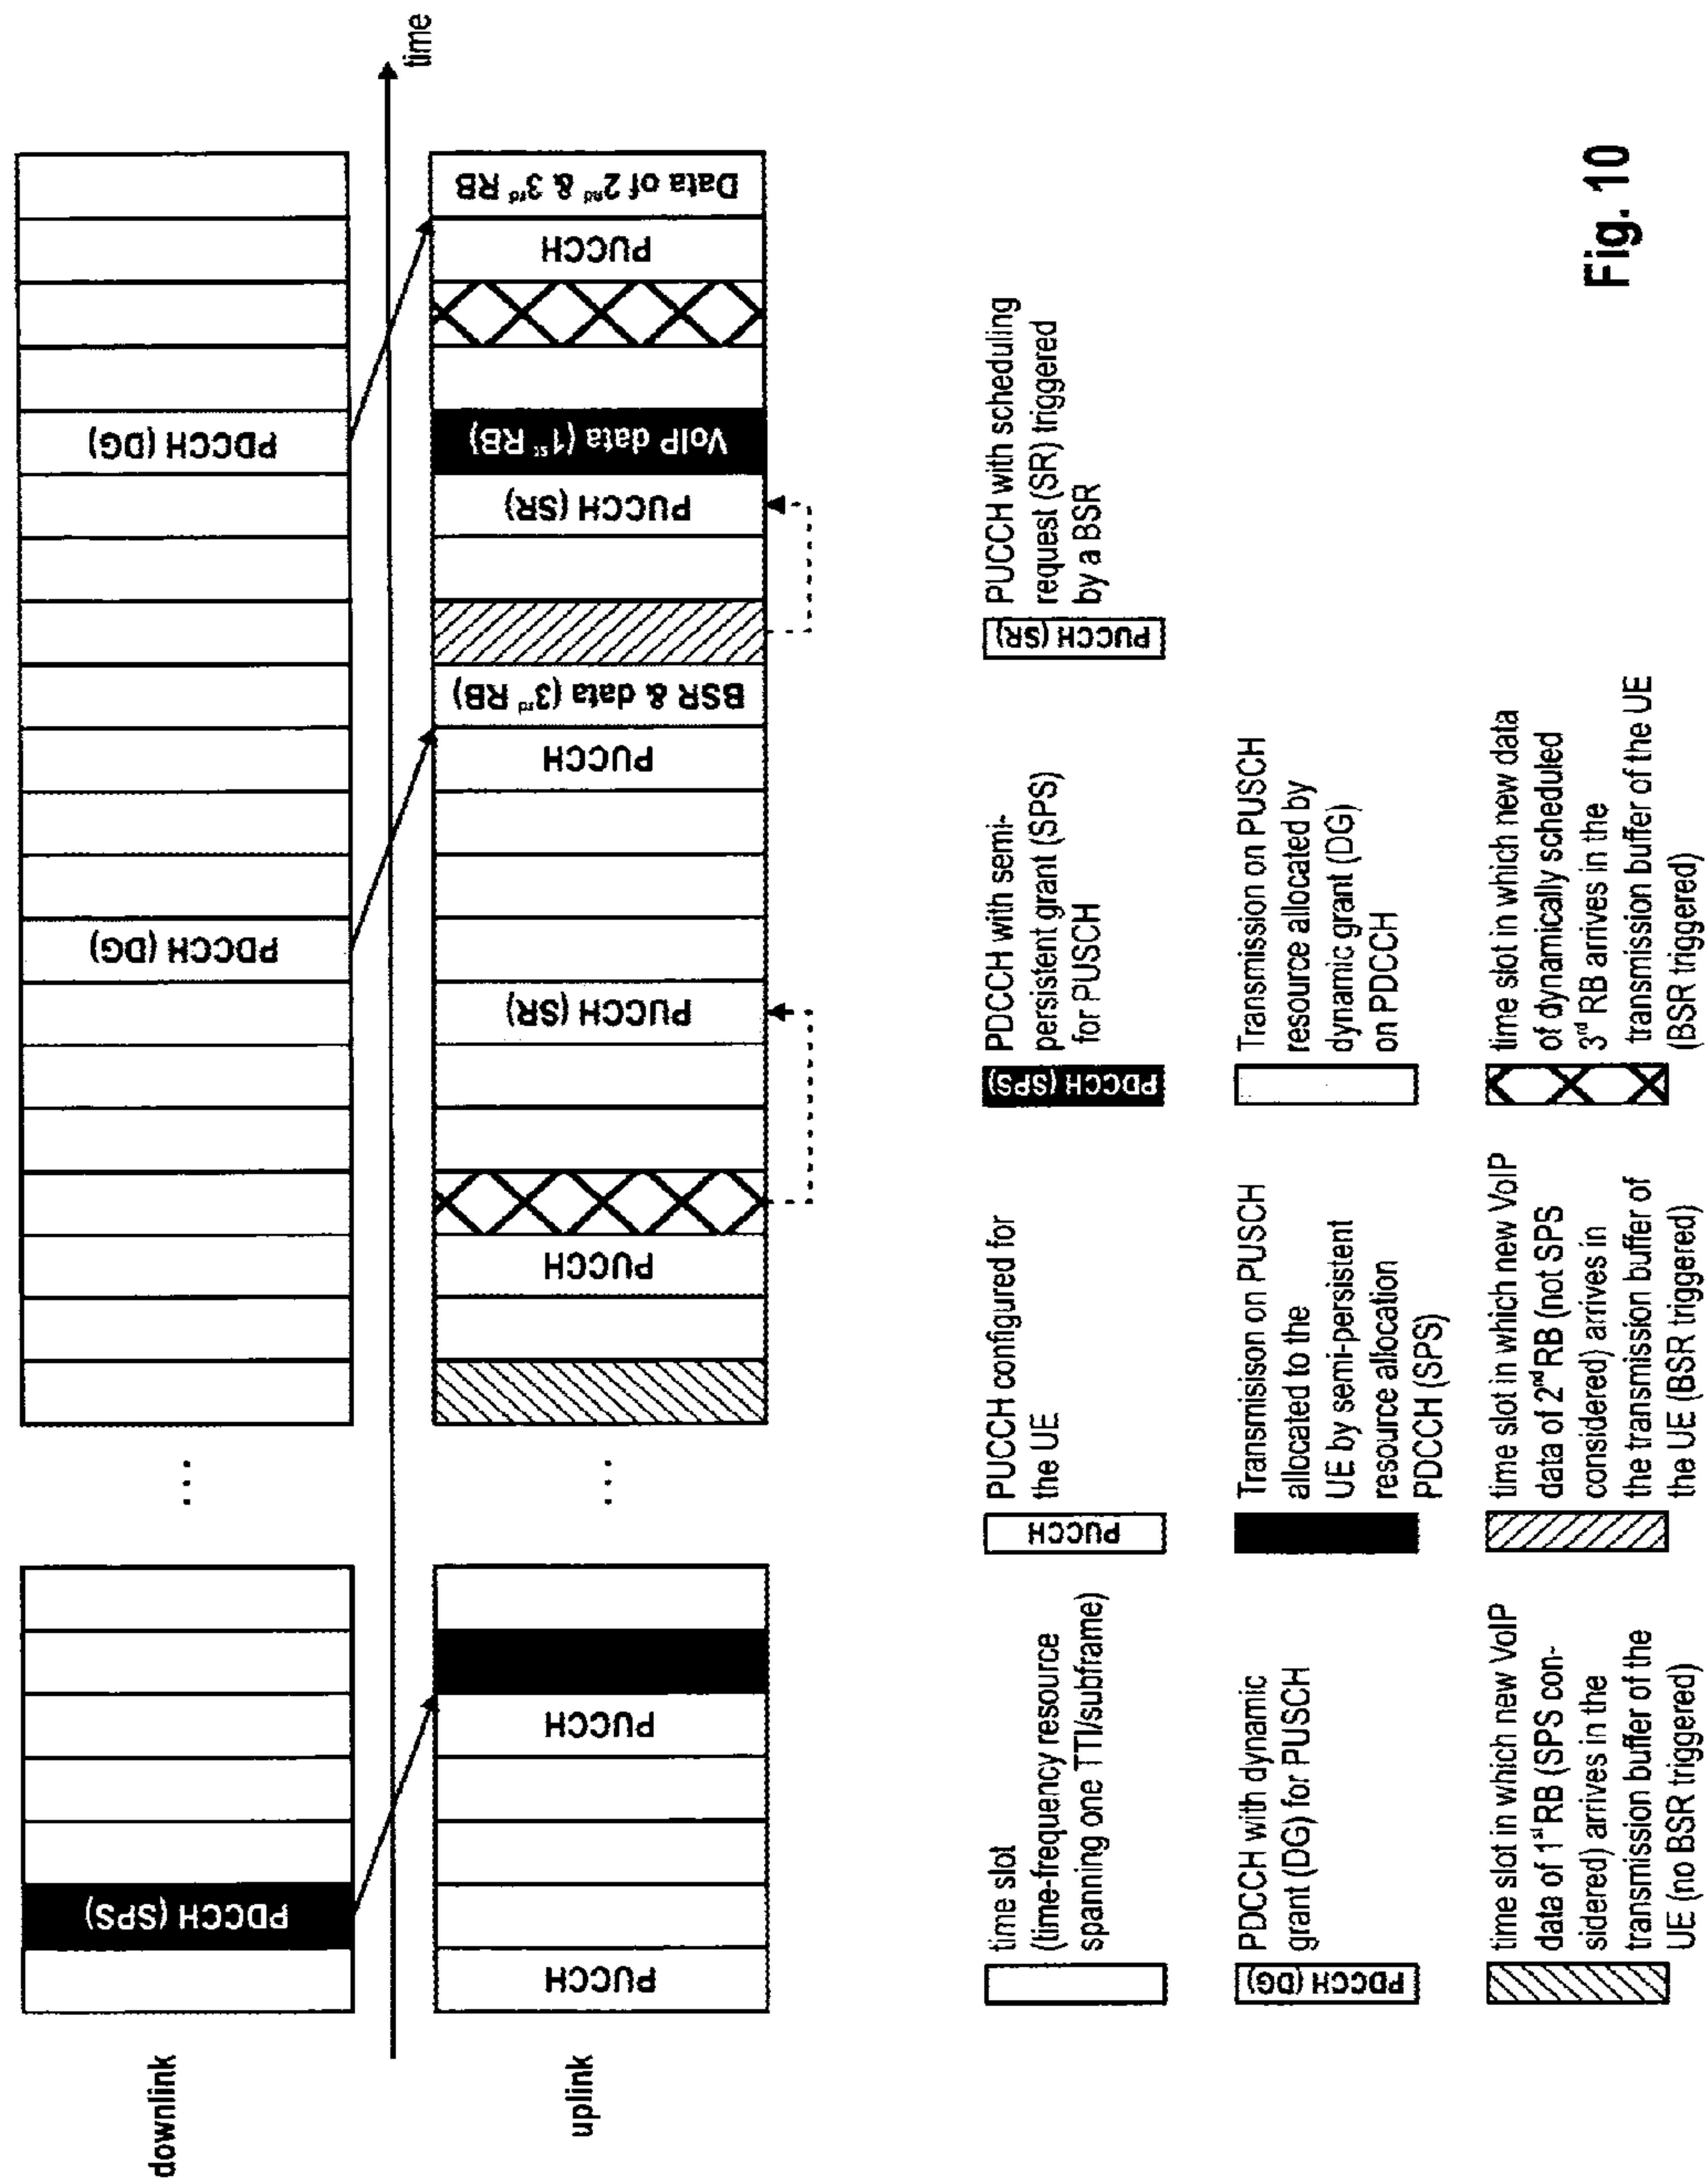 downlink
PDCCH (SPS)
...
PDCCH (DG)
PDCCH (DG)
time
uplink
PUCCH
PUCCH
...
PUCCH
PUCCH (SR)
PUCCH
BSR & data (3rd RB)
PUCCH (SR)
VoIP data (1st RB)
PUCCH
Data of 2nd & 3rd RB
time slot
(time-frequency resource
spanning one TTI/subframe)
PUCCH
PUCCH configured for
the UE
PDCCH (SPS)
PDCCH with semi-
persistent grant (SPS)
for PUSCH
PUCCH (SR)
PUCCH with scheduling
request (SR) triggered
by a BSR
PDCCH (DG)
PDCCH with dynamic
grant (DG) for PUSCH
Transmisison on PUSCH
allocated to the
UE by semi-persistent
resource allocation
PDCCH (SPS)
Transmission on PUSCH
resource allocated by
dynamic grant (DG)
on PDCCH
time slot in which new VoIP
data of 1st RB (SPS con-
sidered) arrives in the
transmission buffer of the
UE (no BSR triggered)
time slot in which new VoIP
data of 2nd RB (not SPS
considered) arrives in
the transmission buffer of
the UE (BSR triggered)
time slot in which new data
of dynamically scheduled
3rd RB arrives in the
transmission buffer of the UE
(BSR triggered)
Fig. 10